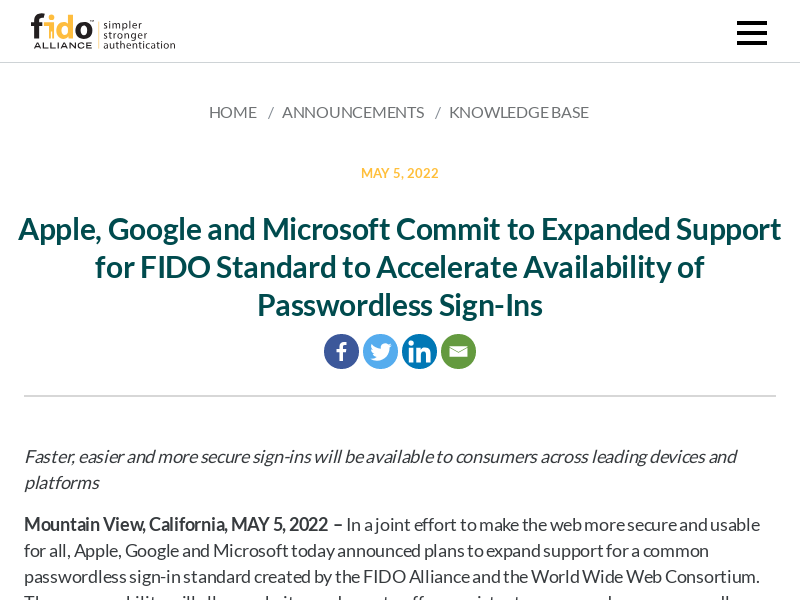 fido
ALLIANCE
simpler
stronger
authentication
HOME / ANNOUNCEMENTS / KNOWLEDGE BASE
MAY 5, 2022
Apple, Google and Microsoft Commit to Expanded Support
for FIDO Standard to Accelerate Availability of
Passwordless Sign-Ins
Faster, easier and more secure sign-ins will be available to consumers across leading devices and
platforms
Mountain View, California, MAY 5, 2022 – In a joint effort to make the web more secure and usable
for all, Apple, Google and Microsoft today announced plans to expand support for a common
passwordless sign-in standard created by the FIDO Alliance and the World Wide Web Consortium.